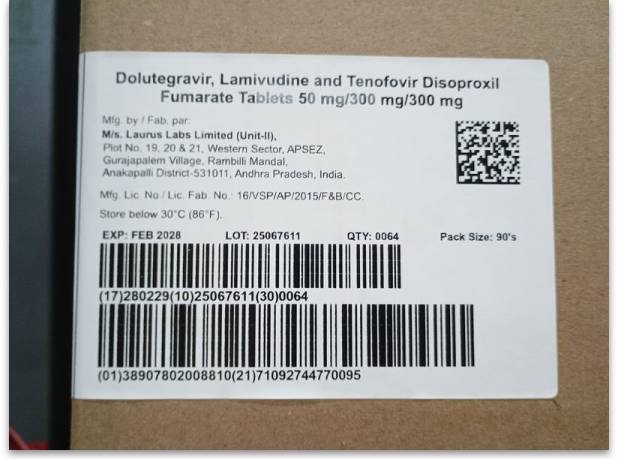 Dolutegravir, Lamivudine and Tenofovir Disoproxil
Fumarate Tablets 50 mg/300 mg/300 mg
Mfg. by / Fab. par:
M/s. Laurus Labs Limited (Unit-II),
Plot No. 19, 20 & 21, Western Sector, APSEZ,
Gurajapalem Village, Rambilli Mandal,
Anakapalli District-531011, Andhra Pradesh, India.
Mfg. Lic. No / Lic. Fab. No.: 16/VSP/AP/2015/F&B/CC.
Store below 30°C (86°F).
EXP: FEB 2028 LOT: 25067611 QTY: 0064 Pack Size: 90's
(17)280229(10)25067611(30)0064
(01)38907802008810(21)71092744770095